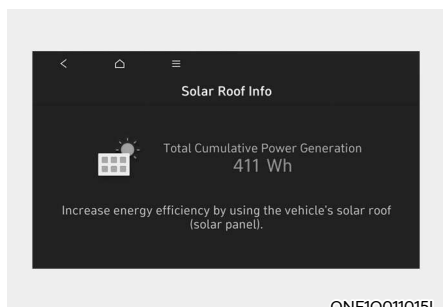 Solar Roof Info
Total Cumulative Power Generation
411 Wh
Increase energy efficiency by using the vehicle's solar roof
(solar panel).